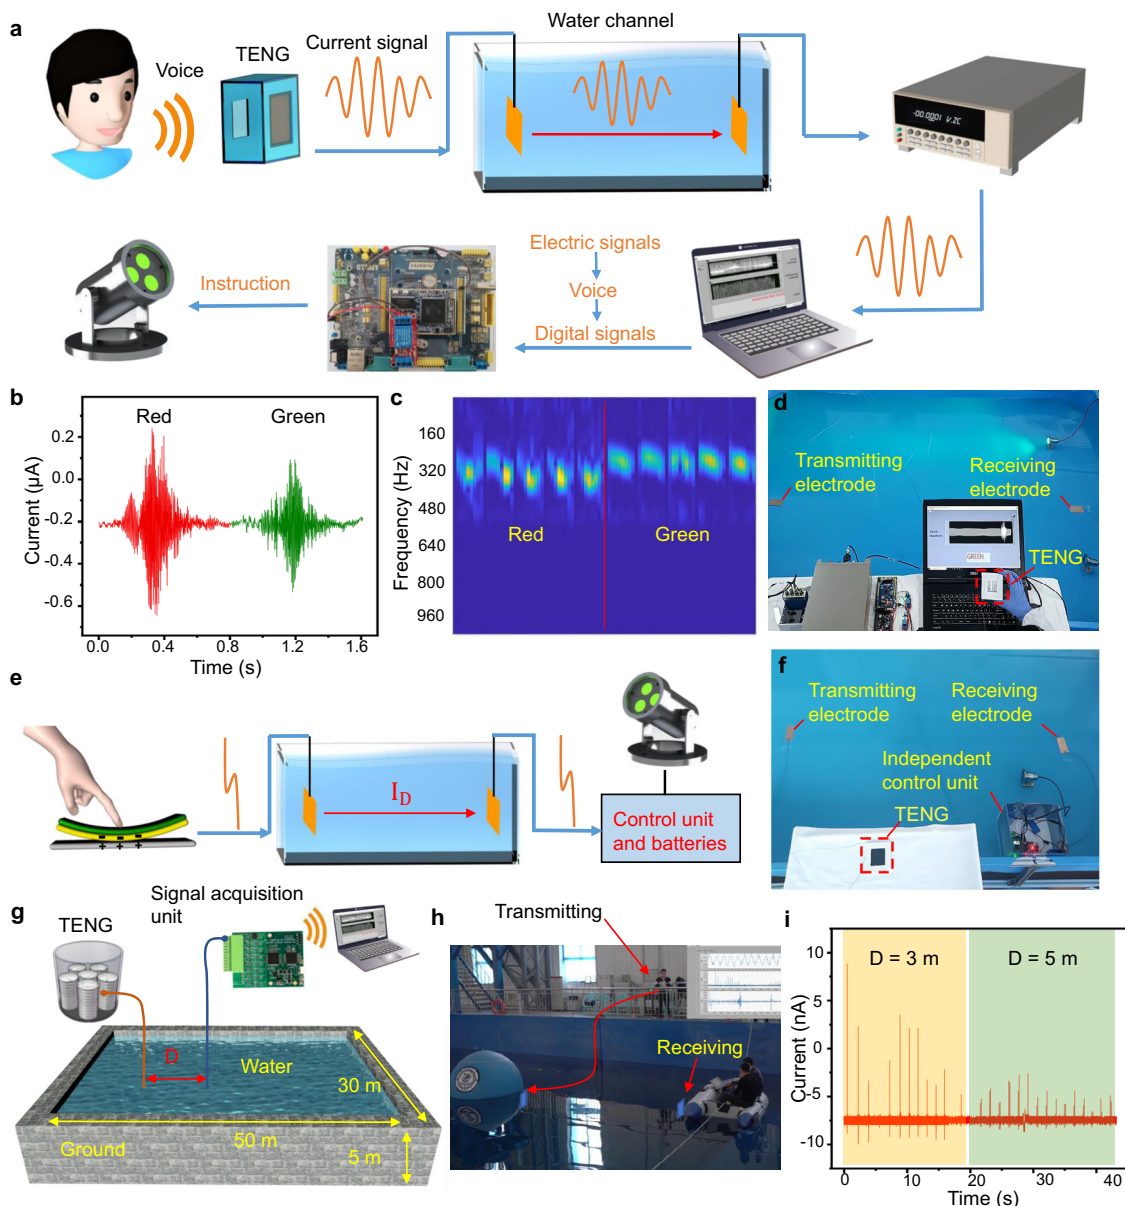 a
Water channel
TENG
Current signal
Voice
-00.0001 V.ZC
Electric signals
Voice
Digital signals
Instruction
b
Red
Green
0.2
0.0
-0.2
-0.4
-0.6
Current (μA)
0.0
0.4
0.8
1.2
1.6
Time (s)
c
160
320
480
640
800
960
Frequency (Hz)
Red
Green
d
Transmitting
electrode
Receiving
electrode
GREEN
TENG
e
I_D
Control unit
and batteries
f
Transmitting
electrode
Receiving
electrode
Independent
control unit
TENG
g
TENG
Signal acquisition
unit
D
Water
30 m
50 m
Ground
5 m
h
Transmitting
Receiving
i
D = 3 m
D = 5 m
10
5
0
-5
-10
Current (nA)
0
10
20
30
40
Time (s)